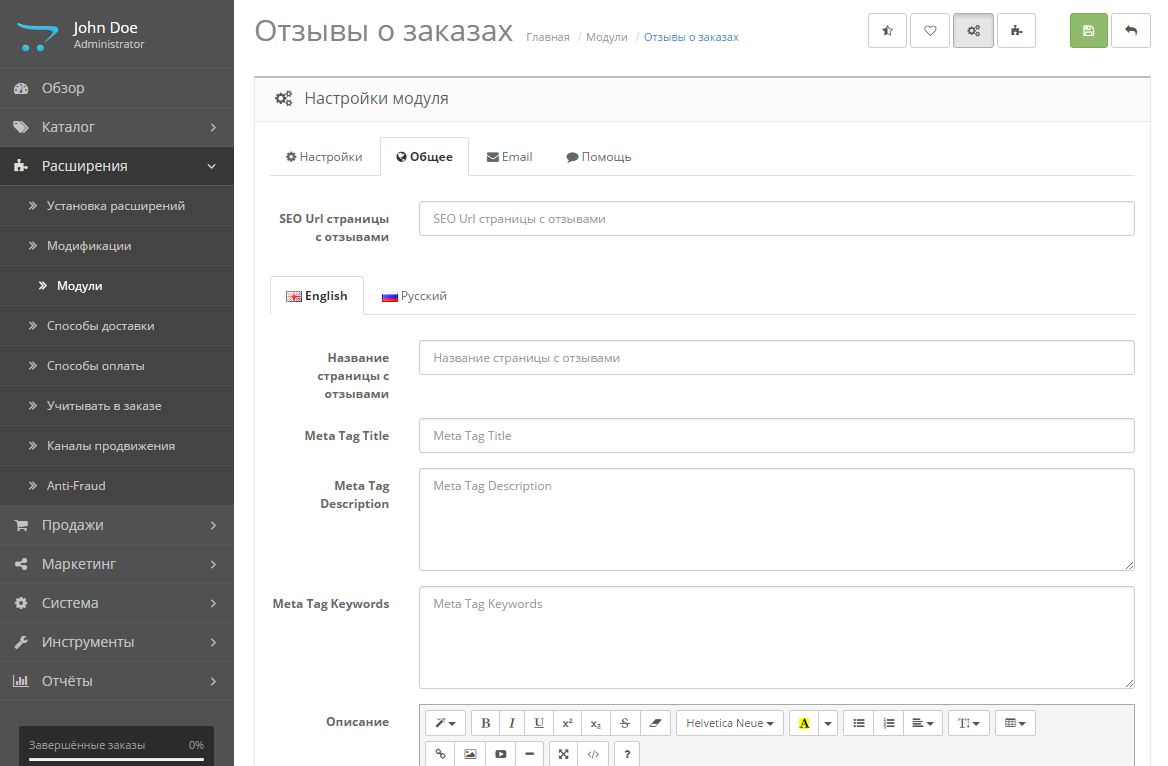 John Doe
Administrator
Обзор
Каталог
Расширения
Установка расширений
Модификации
Модули
Способы доставки
Способы оплаты
Учитывать в заказе
Каналы продвижения
Anti-Fraud
Продажи
Маркетинг
Система
Инструменты
Отчёты
Завершённые заказы 0%
Отзывы о заказах Главная / Модули / Отзывы о заказах
Настройки модуля
Настройки Общее Email Помощь
SEO Url страницы
с отзывами
SEO Url страницы с отзывами
English Русский
Название
страницы с
отзывами
Название страницы с отзывами
Meta Tag Title Meta Tag Title
Meta Tag
Description
Meta Tag Description
Meta Tag Keywords Meta Tag Keywords
Описание
B I U x² x₂ S Helvetica Neue A T
</> ?